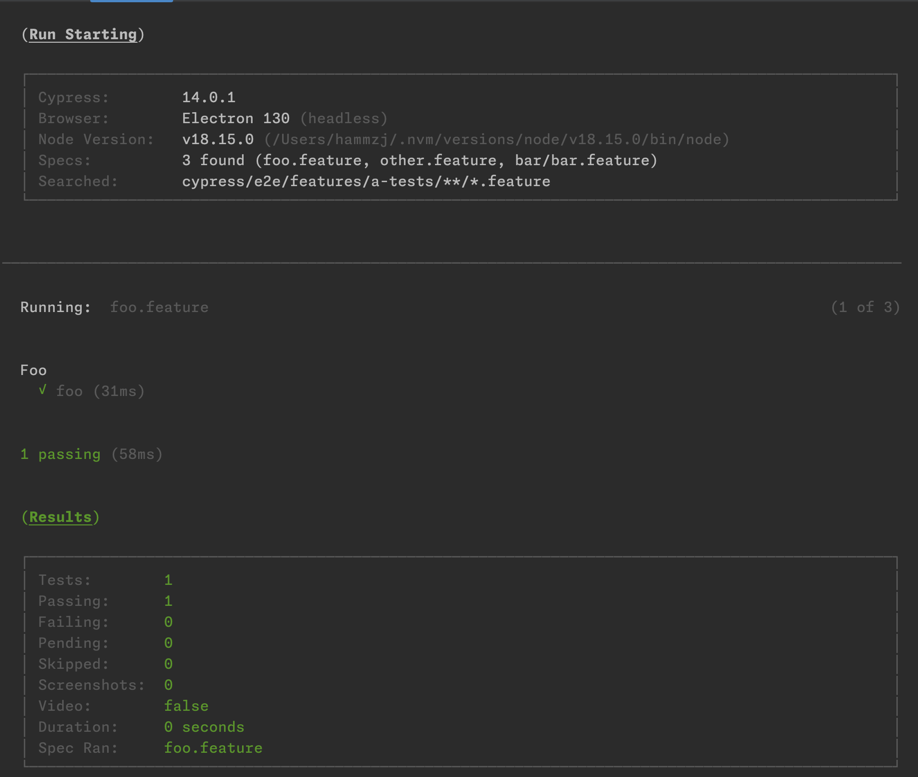 (Run Starting)
Cypress: 14.0.1
Browser: Electron 130 (headless)
Node Version: v18.15.0 (/Users/hammzj/.nvm/versions/node/v18.15.0/bin/node)
Specs: 3 found (foo.feature, other.feature, bar/bar.feature)
Searched: cypress/e2e/features/a-tests/**/*.feature
Running: foo.feature (1 of 3)
Foo
√ foo (31ms)
1 passing (58ms)
(Results)
Tests: 1
Passing: 1
Failing: 0
Pending: 0
Skipped: 0
Screenshots: 0
Video: false
Duration: 0 seconds
Spec Ran: foo.feature